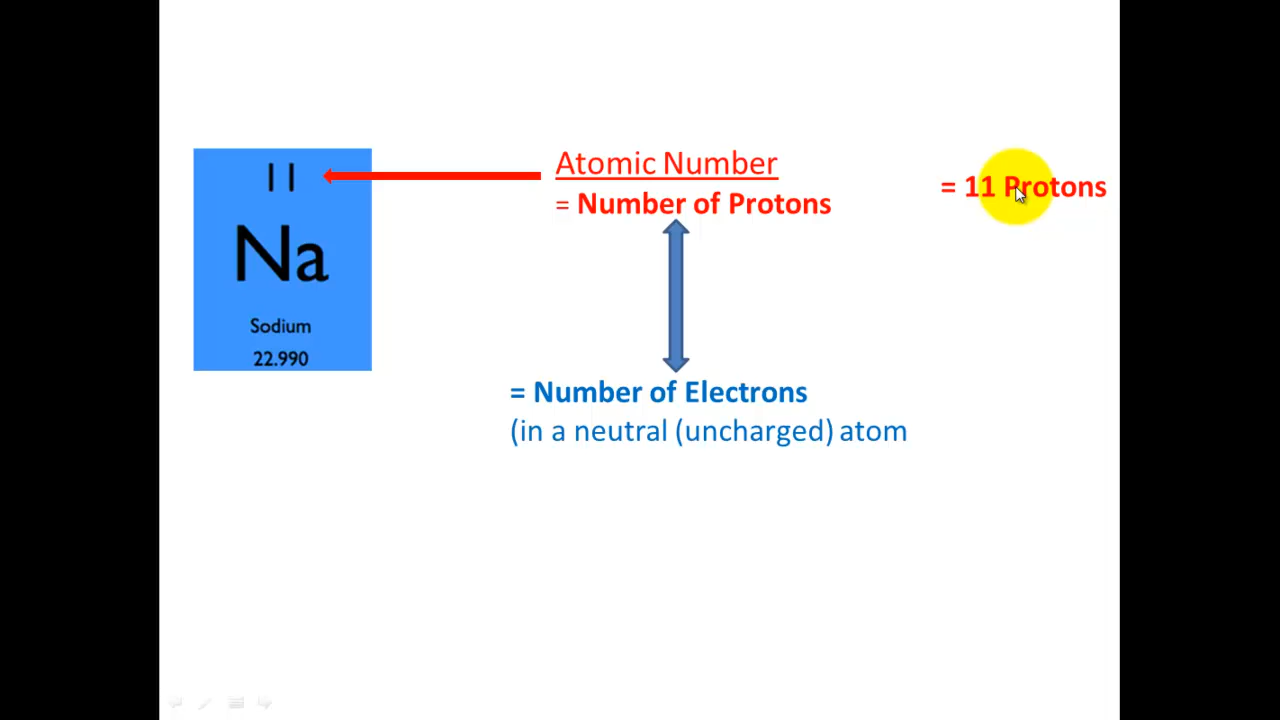 11
Na
Sodium
22.990
Atomic Number
= Number of Protons
= 11 Protons
= Number of Electrons
(in a neutral (uncharged) atom